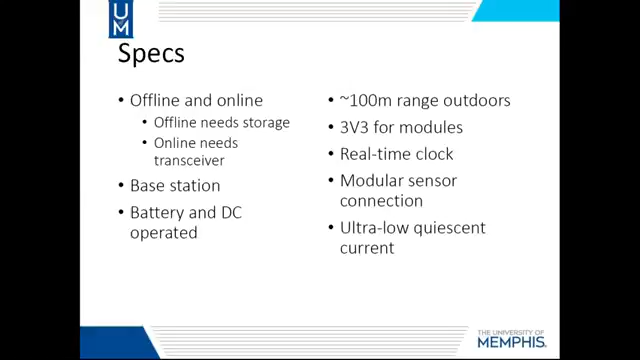 UM
Specs
• Offline and online
• Offline needs storage
• Online needs
transceiver
• Base station
• Battery and DC
operated
• ~100m range outdoors
• 3V3 for modules
• Real-time clock
• Modular sensor
connection
• Ultra-low quiescent
current
THE UNIVERSITY OF
MEMPHIS.